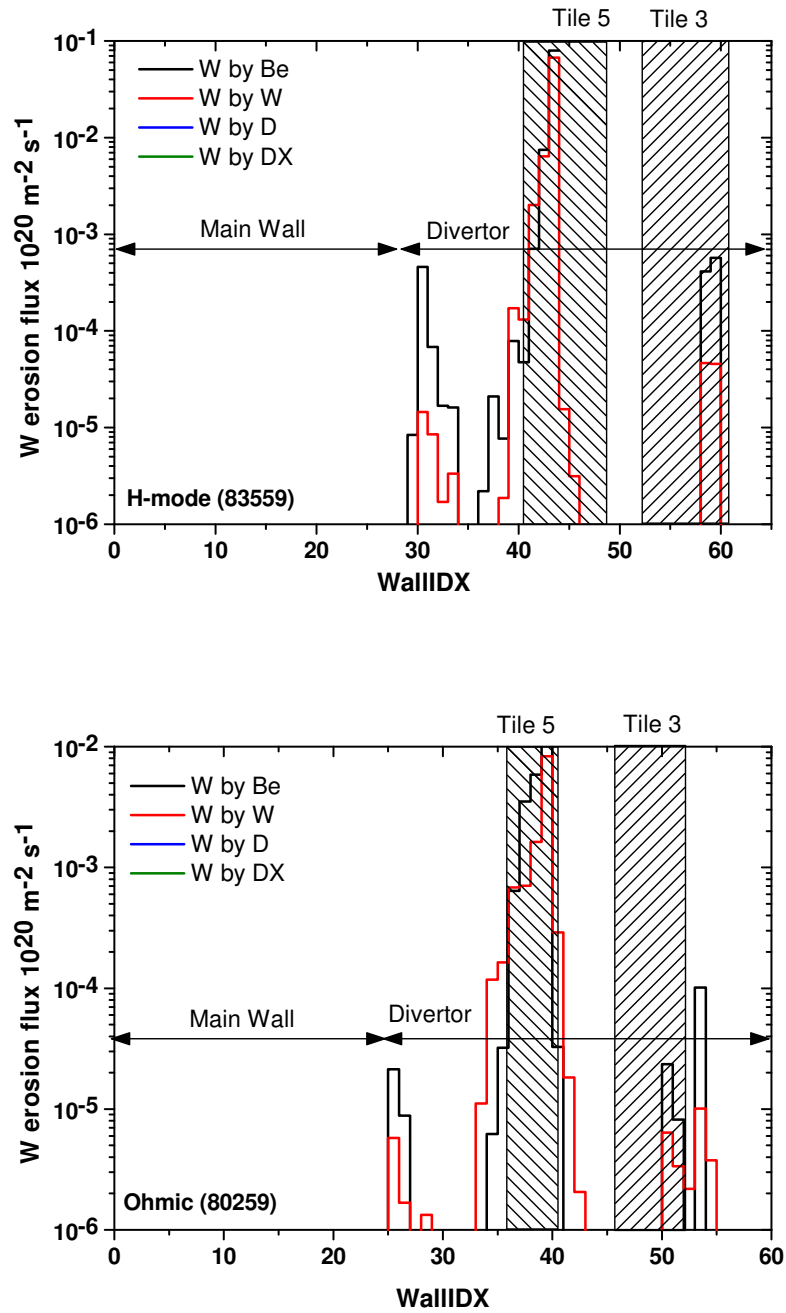 Tile 5 Tile 3
10-1
W by Be
W by W
10-2
W by D
W by DX
10-3
Main Wall Divertor
10-4
10-5
H-mode (83559)
10-6
0 10 20 30 40 50 60
W erosion flux 1020 m-2 s-1
WallIDX
Tile 5 Tile 3
10-2
W by Be
W by W
W by D
10-3
W by DX
10-4
Main Wall Divertor
10-5
Ohmic (80259)
10-6
0 10 20 30 40 50 60
W erosion flux 1020 m-2 s-1
WallIDX